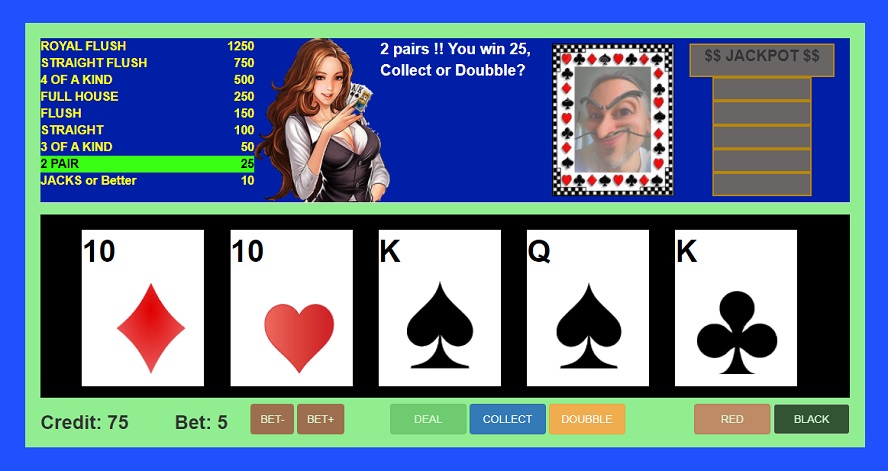 ROYAL FLUSH 1250
STRAIGHT FLUSH 750
4 OF A KIND 500
FULL HOUSE 250
FLUSH 150
STRAIGHT 100
3 OF A KIND 50
2 PAIR 25
JACKS or Better 10
2 pairs !! You win 25,
Collect or Doubble?
$$ JACKPOT $$
10 10 K Q K
Credit: 75 Bet: 5 BET- BET+ DEAL COLLECT DOUBBLE RED BLACK